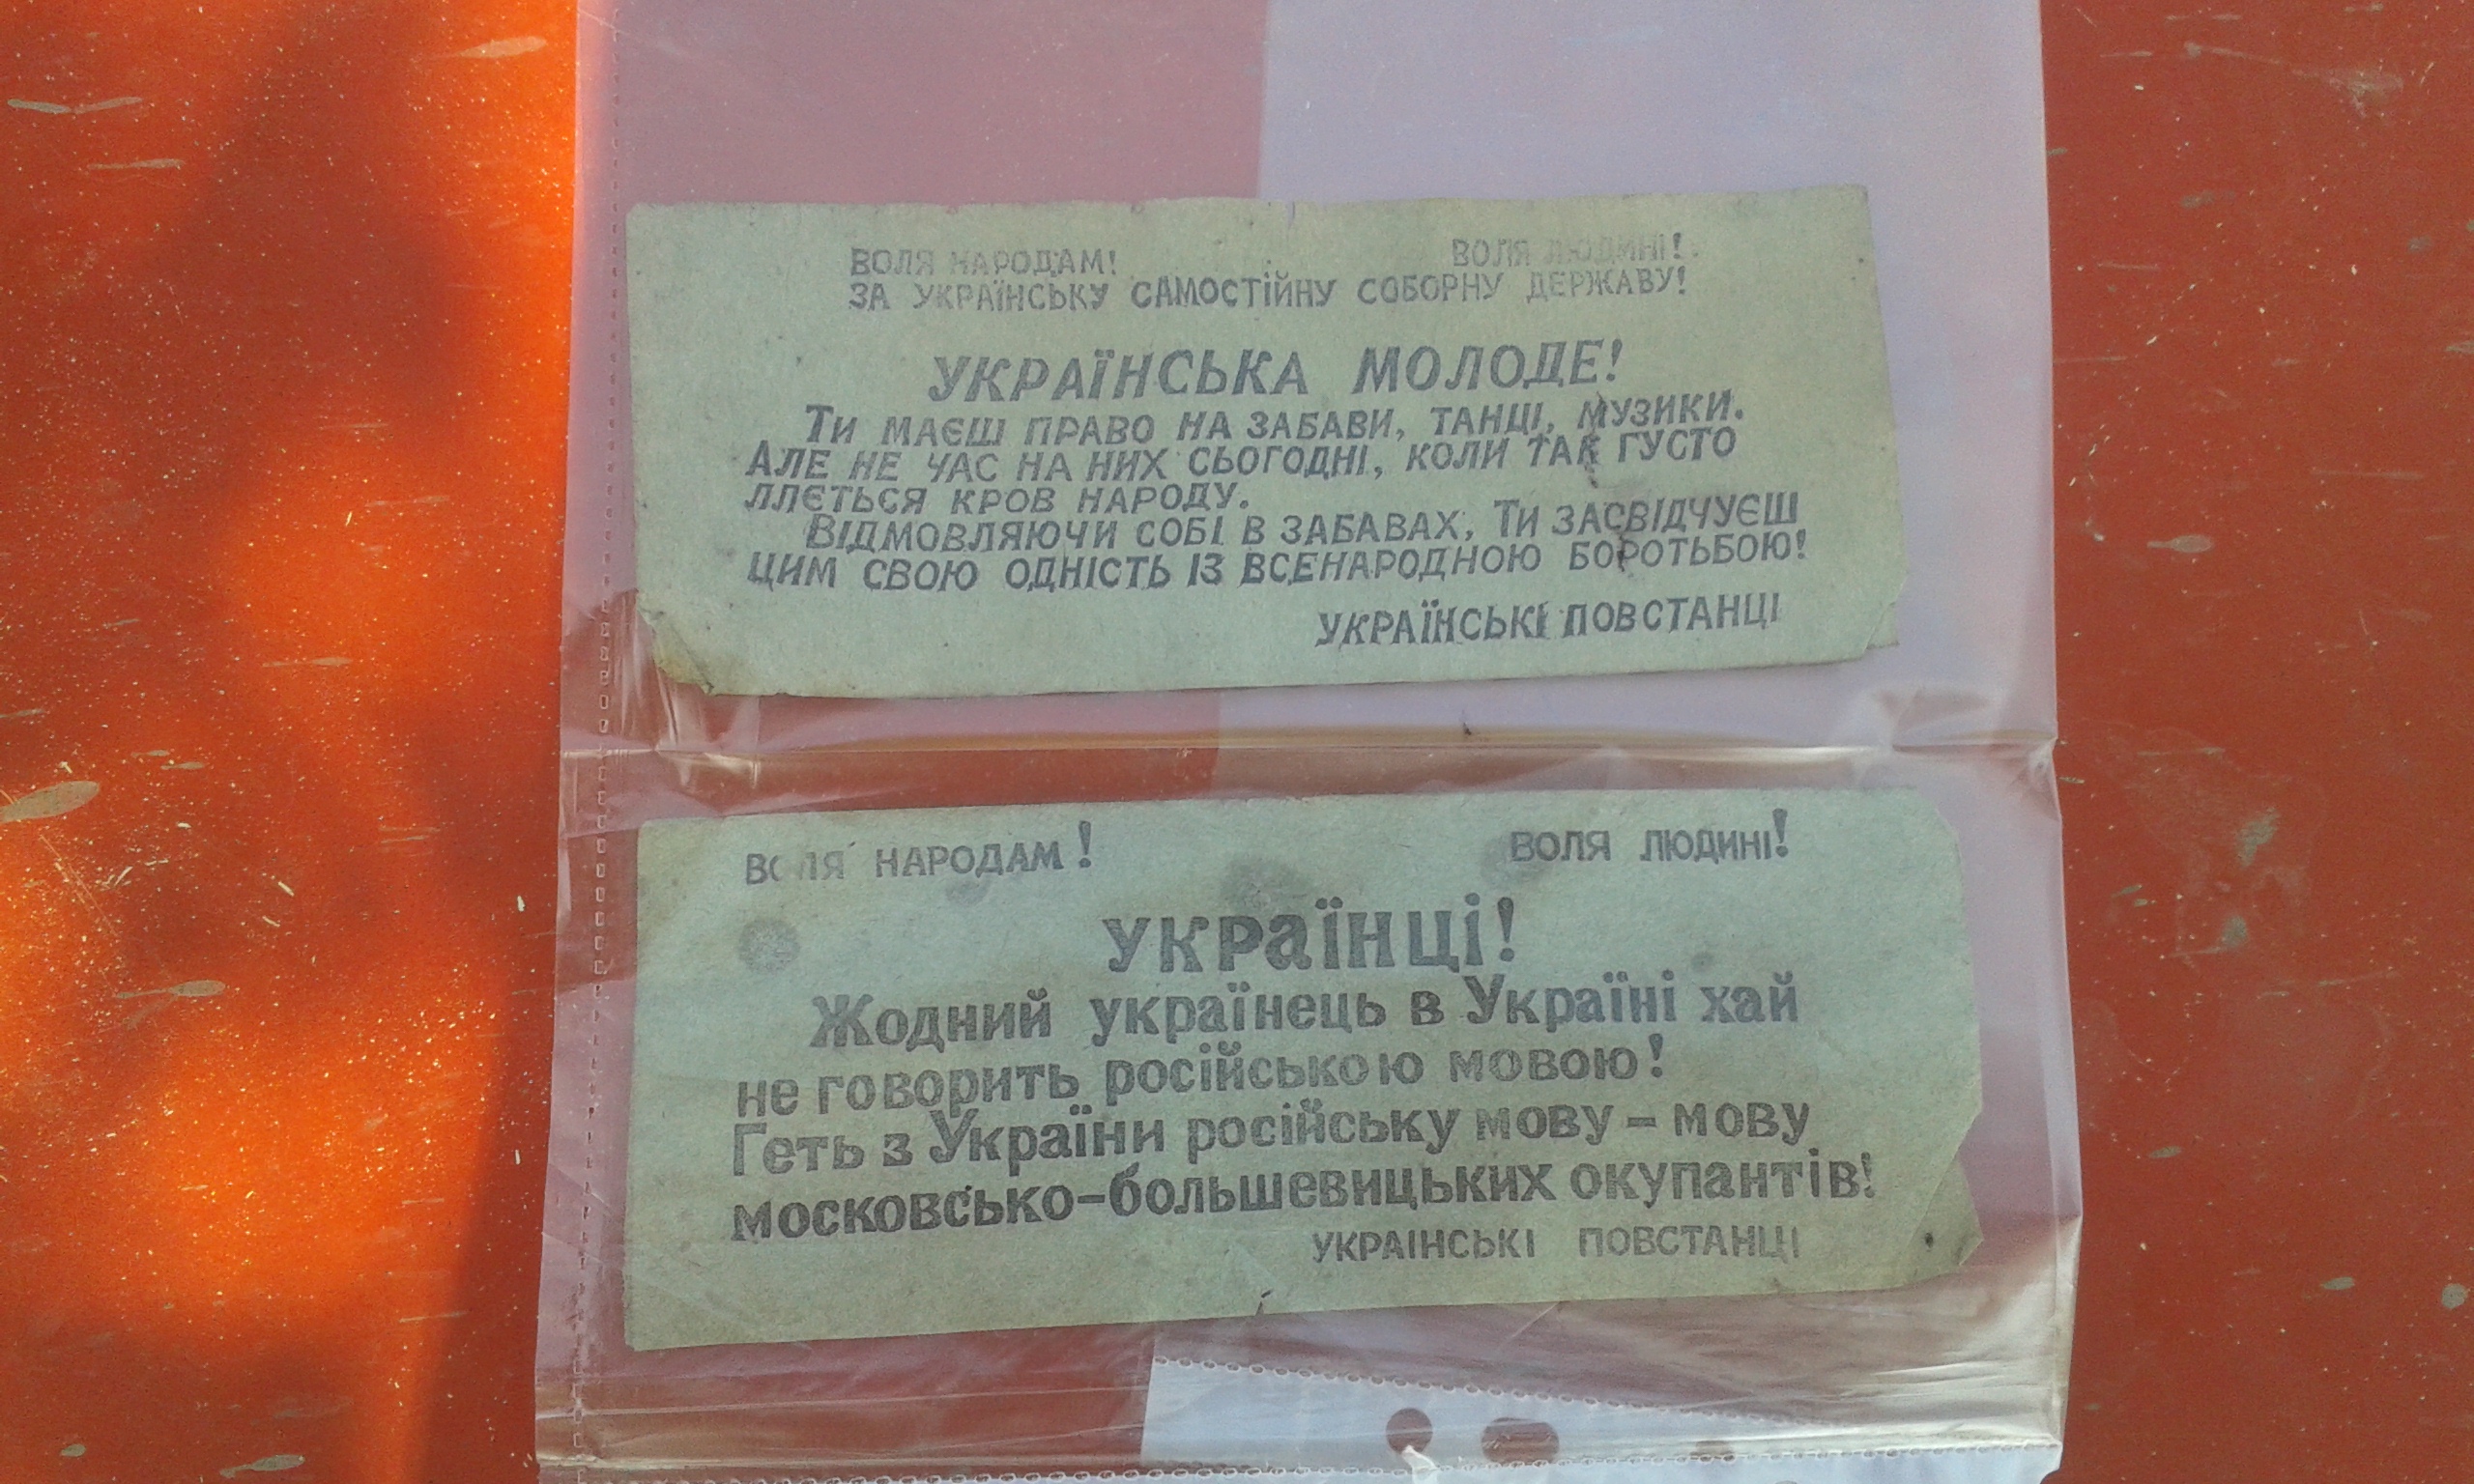 ВОЛЯ НАРОДАМ! ВОЛЯ ЛЮДИНІ!
ЗА УКРАЇНСЬКУ САМОСТІЙНУ СОБОРНУ ДЕРЖАВУ!
УКРАЇНСЬКА МОЛОДЕ!
Ти маєш право на забави, танці, музики.
Але не час на них сьогодні, коли так густо
ллється кров народу.
Відмовляючи собі в забавах, Ти засвідчуєш
цим свою одність із всенародною боротьбою!
УКРАЇНСЬКІ ПОВСТАНЦІ
ВОЛЯ НАРОДАМ! ВОЛЯ ЛЮДИНІ!
УКРАЇНЦІ!
Жодний українець в Україні хай
не говорить російською мовою!
Геть з України російську мову – мову
московсько-большевицьких окупантів!
УКРАІНСЬКІ ПОВСТАНЦІ